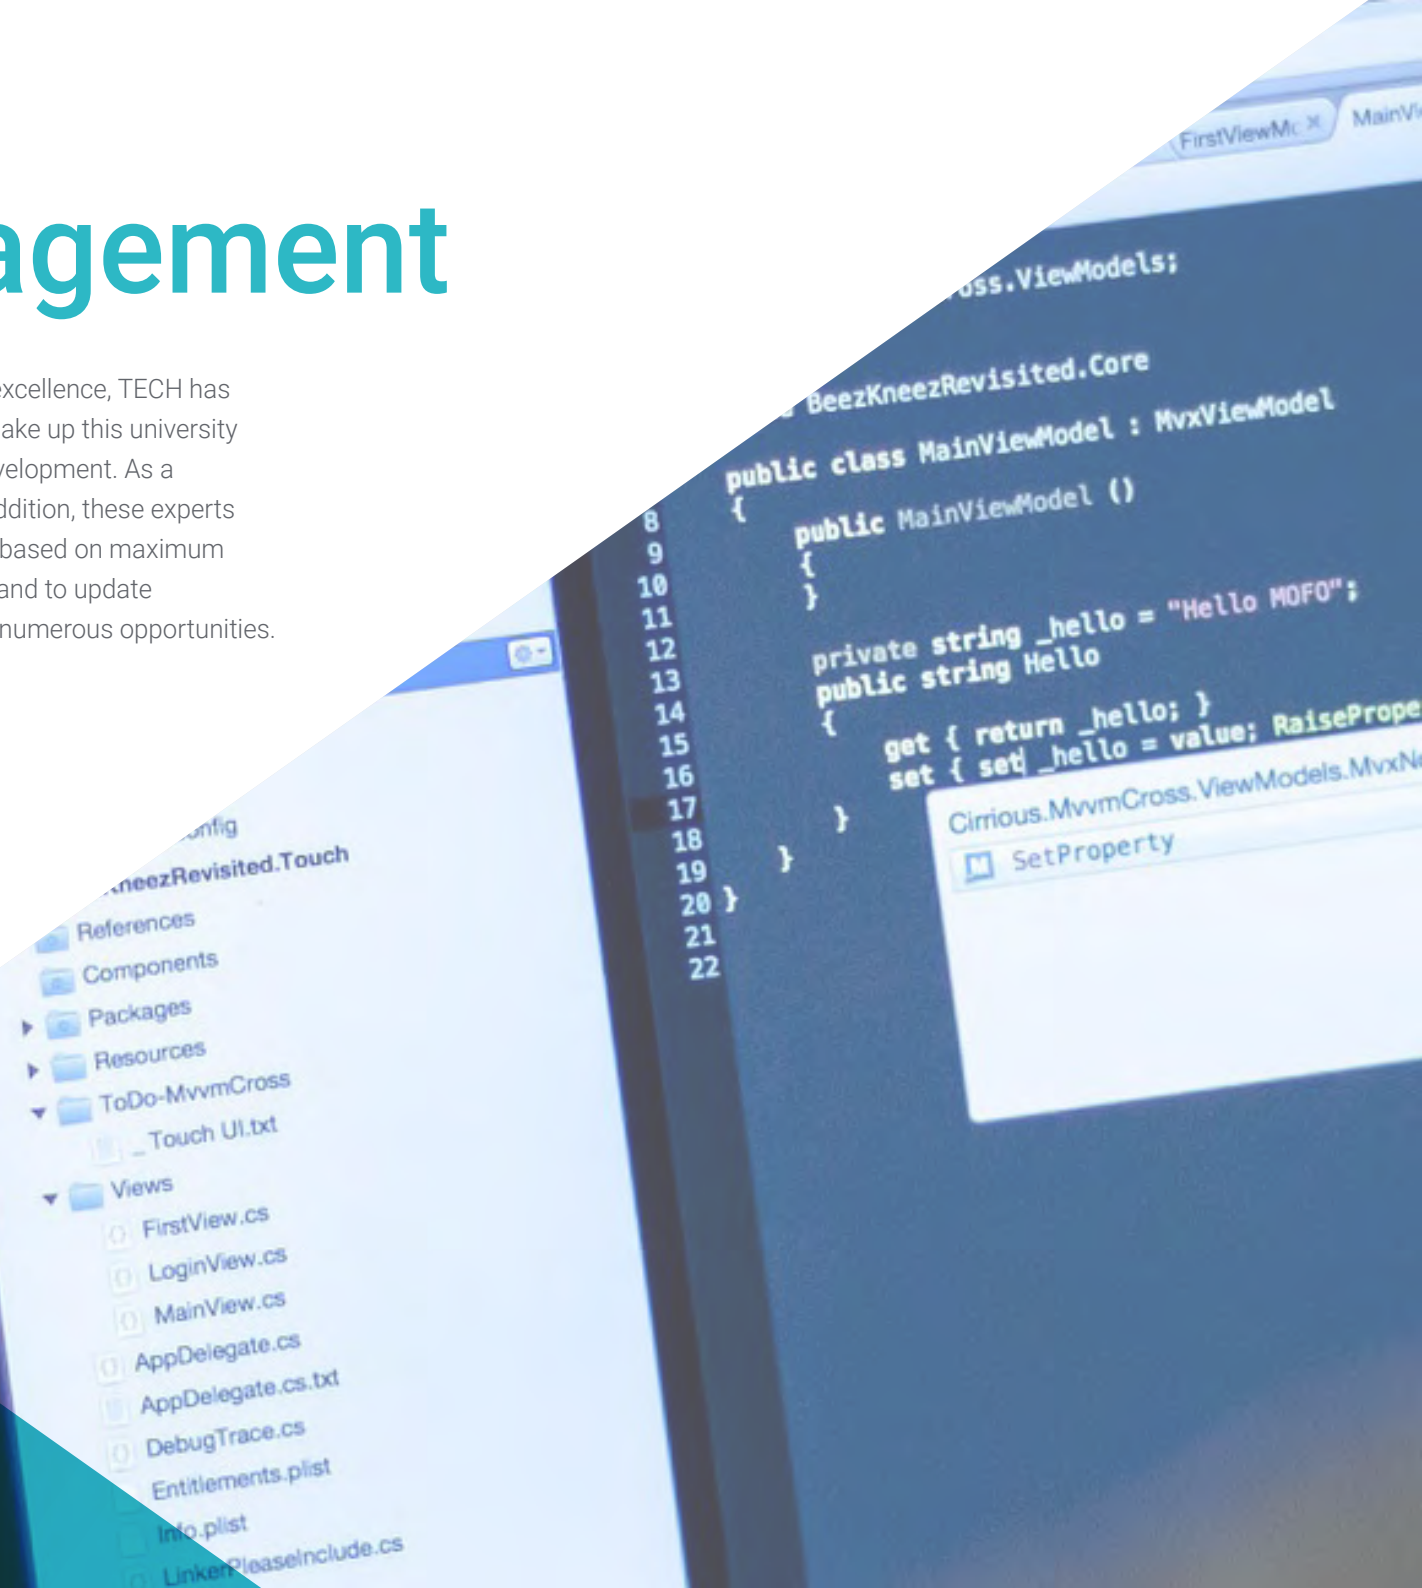 agement
excellence, TECH has
ake up this university
velopment. As a
ddition, these experts
based on maximum
and to update
numerous opportunities.
FirstViewMc
MainVi
oss.ViewModels;
BeezKneezRevisited.Core
public class MainViewModel : MvxViewModel
8 {
9 public MainViewModel ()
10 {
11 }
12
13 private string _hello = "Hello MOFO";
14 public string Hello
15 {
16 get { return _hello; }
17 set { set _hello = value; RaisePrope
18 }
19 }
20 }
21
22
Cirrious.MvvmCross.ViewModels.MvxNo
SetProperty
onfig
KneezRevisited.Touch
References
Components
Packages
Resources
ToDo-MvvmCross
_ Touch UI.txt
Views
FirstView.cs
LoginView.cs
MainView.cs
AppDelegate.cs
AppDelegate.cs.txt
DebugTrace.cs
Entitlements.plist
Info.plist
LinkerPleaseInclude.cs